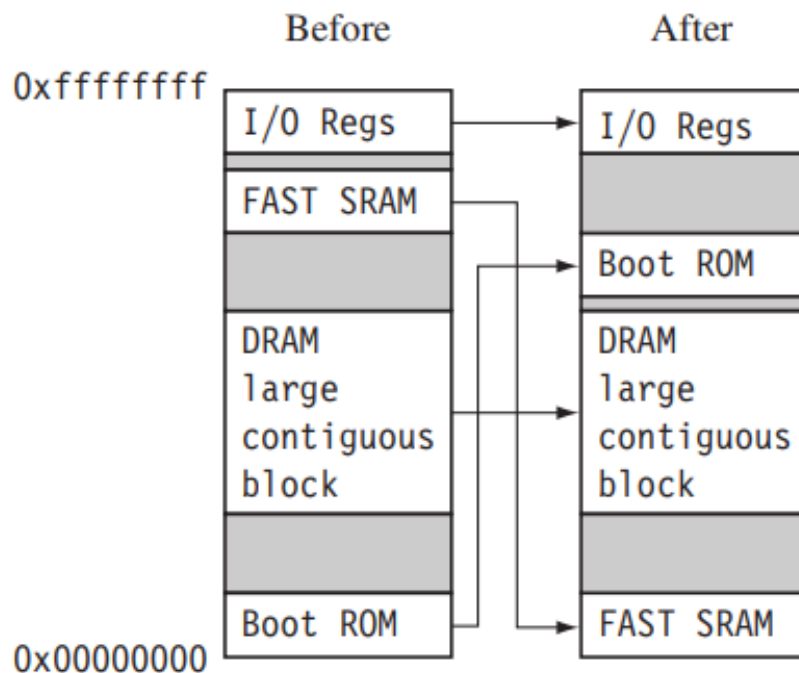 Before
After
0xffffffff
I/O Regs
I/O Regs
FAST SRAM
Boot ROM
DRAM
large
contiguous
block
DRAM
large
contiguous
block
Boot ROM
FAST SRAM
0x00000000